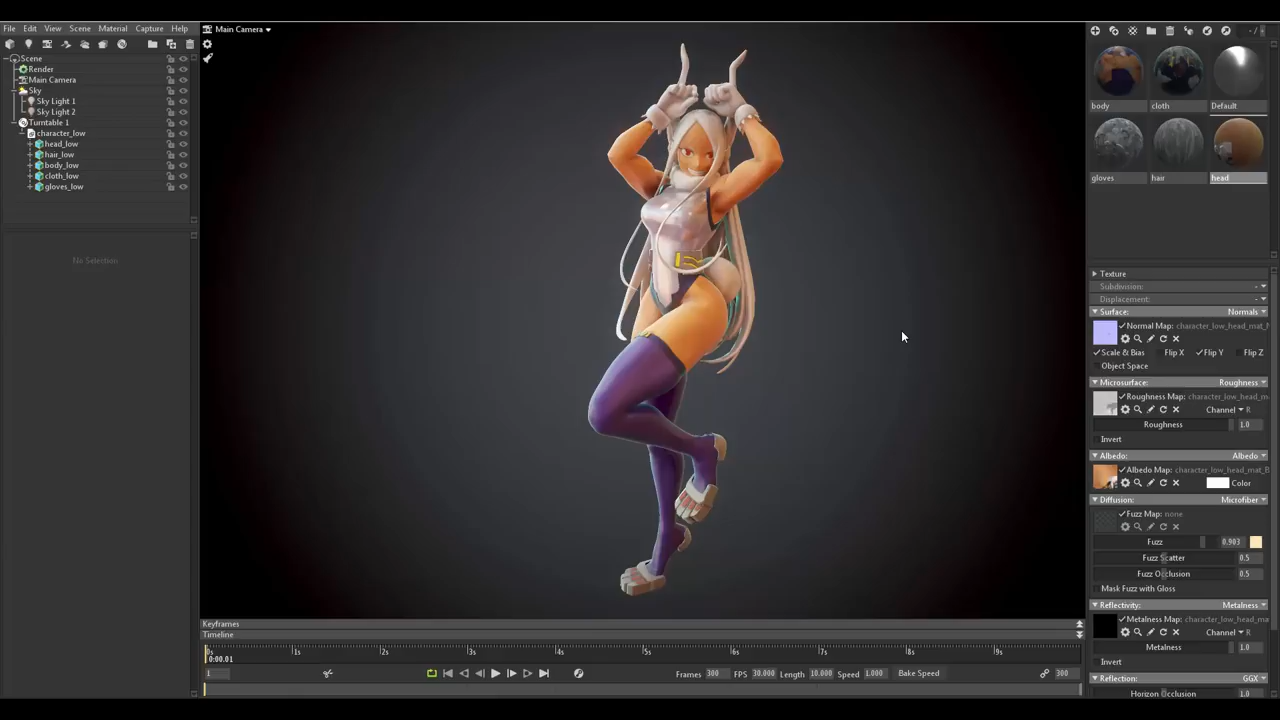 File Edit View Scene Material Capture Help
Main Camera
Scene
Render
Main Camera
Sky
Sky Light 1
Sky Light 2
Turntable 1
character_low
head_low
hair_low
body_low
cloth_low
gloves_low
No Selection
body cloth Default
gloves hair head
Texture
Subdivision: -
Displacement: -
Surface: Normals
Normal Map: character_low_head_mat_N
Scale & Bias Flip X Flip Y Flip Z
Object Space
Microsurface: Roughness
Roughness Map: character_low_head_m
Channel R
Roughness 1.0
Invert
Albedo: Albedo
Albedo Map: character_low_head_mat_B
Color
Diffusion: Microfiber
Fuzz Map: none
Fuzz 0.903
Fuzz Scatter 0.5
Fuzz Occlusion 0.5
Mask Fuzz with Gloss
Reflectivity: Metalness
Metalness Map: character_low_head_ma
Channel R
Metalness 1.0
Invert
Reflection: GGX
Horizon Occlusion 1.0
Keyframes
Timeline
0s 1s 2s 3s 4s 5s 6s 7s 8s 9s
0:00.01
1 Frames 300 FPS 30.000 Length 10.000 Speed 1.000 Bake Speed 300